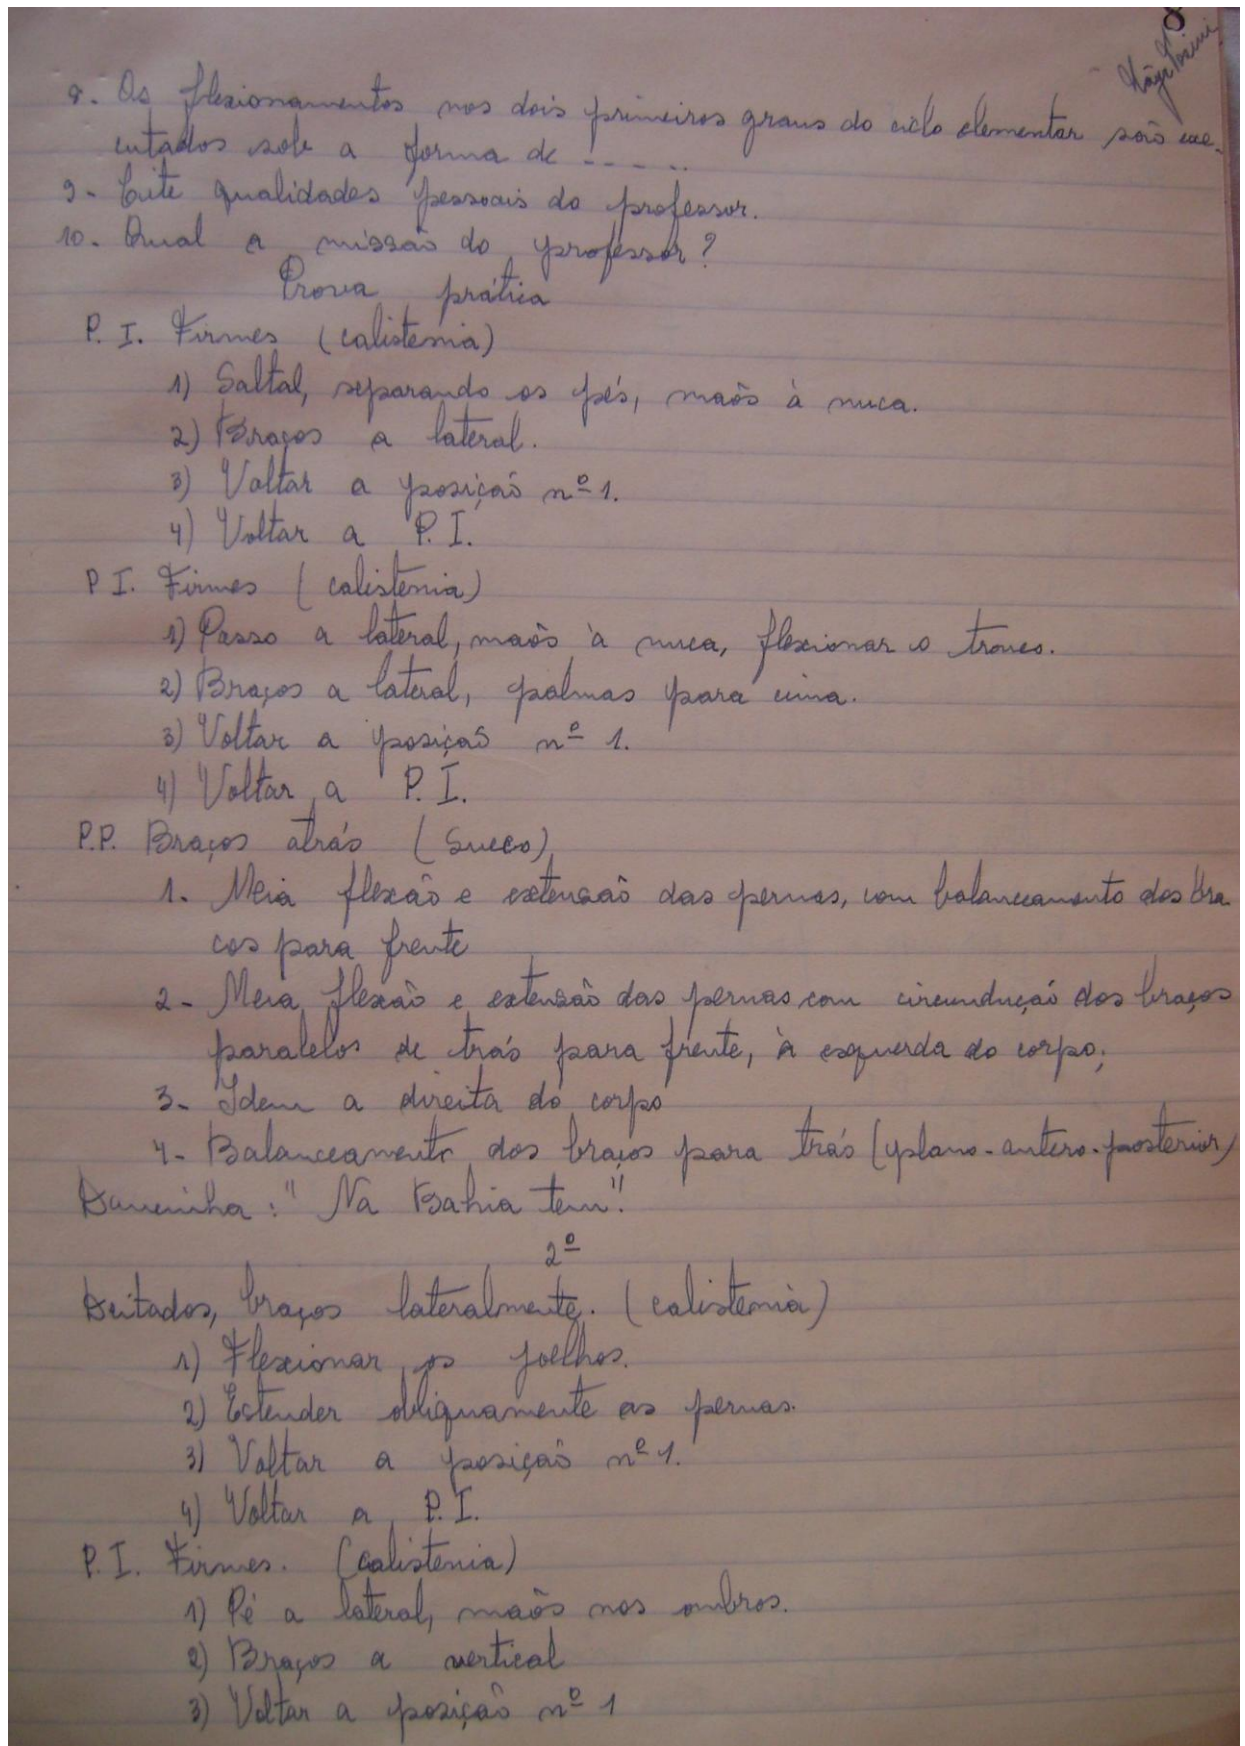 8
8. Os flexionamentos nos dois primeiros graus do ciclo elementar são exe-
cutados sob a forma de - - - - .
9- Cite qualidades pessoais do professor.
10. Qual a missão do professor?
Prova prática
P. I. Firmes (calistenia)
1) Saltal, separando os pés, maõs à nuca.
2) Braços a lateral.
3) Voltar a posição nº 1.
4) Voltar a P. I.
P I. Firmes (calistenia)
1) Passo a lateral, maõs à nuca, flexionar o tronco.
2) Braços a lateral, palmas para cima.
3) Voltar a posição nº 1.
4) Voltar a P. I.
P.P. Braços atrás (Sueco)
1. Meia flexão e extensão das pernas, com balanceamento dos bra
cos para frente
2- Meia flexão e extensão das pernas com circundução dos braços
paralelos de trás para frente, à esquerda do corpo;
3- Idem a direita do corpo
4- Balanceamento dos braços para trás (plano-antero-posterior)
Dancinha: "Na Bahia tem".
2º
Deitados, braços lateralmente. (calistenia)
1) Flexionar os joelhos.
2) Estender obliquamente as pernas.
3) Voltar a posição nº 1.
4) Voltar a P. I.
P. I. Firmes. (calistenia)
1) Pé a lateral, maõs nos ombros.
2) Braços a vertical
3) Voltar a posição nº 1